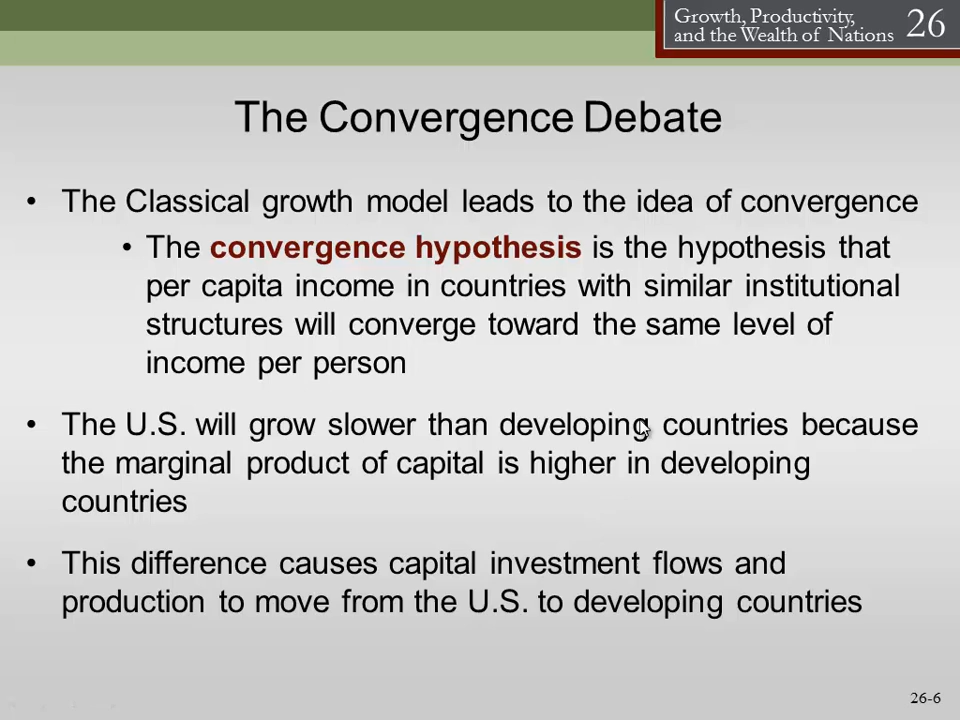 Growth, Productivity,
and the Wealth of Nations
26
The Convergence Debate
• The Classical growth model leads to the idea of convergence
• The convergence hypothesis is the hypothesis that
per capita income in countries with similar institutional
structures will converge toward the same level of
income per person
• The U.S. will grow slower than developing countries because
the marginal product of capital is higher in developing
countries
• This difference causes capital investment flows and
production to move from the U.S. to developing countries
26-6